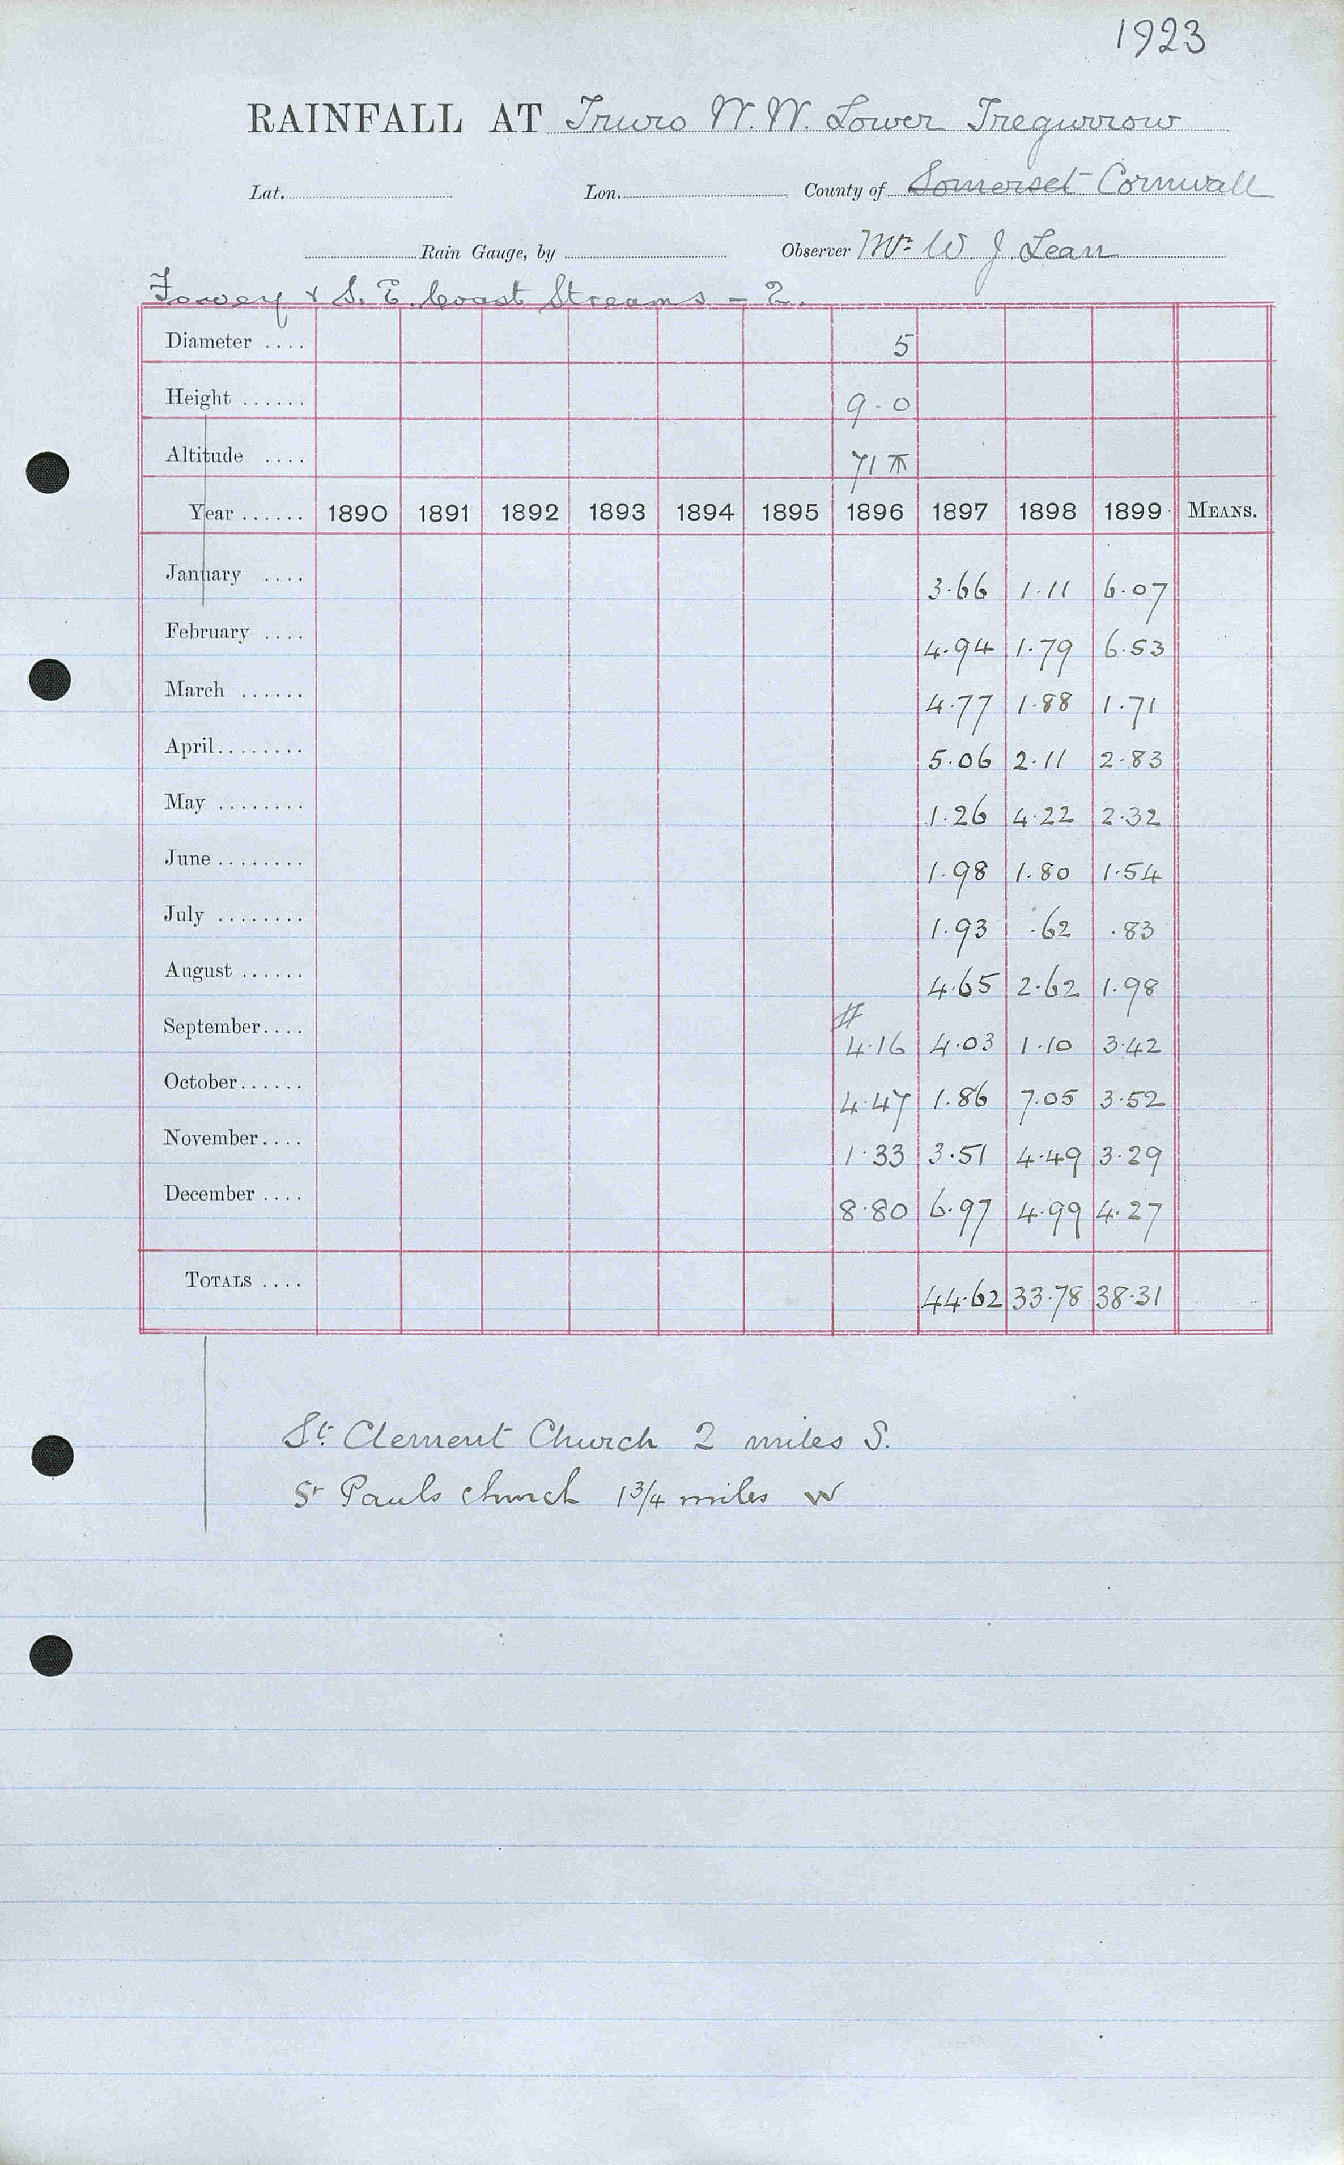 1923
RAINFALL AT Truro W.W. Lower Tregurrow
Lat. Lon. County of Somerset Cornwall
Rain Gauge, by Observer Mr. W J Lean
Fowey & S. E. Coast Streams - 2.
Diameter .... 5
Height ...... 9.0
Altitude .... 71
Year ...... 1890 1891 1892 1893 1894 1895 1896 1897 1898 1899 MEANS.
January .... 3.66 1.11 6.07
February .... 4.94 1.79 6.53
March ...... 4.77 1.88 1.71
April ........ 5.06 2.11 2.83
May ........ 1.26 4.22 2.32
June ........ 1.98 1.80 1.54
July ........ 1.93 .62 .83
August ...... 4.65 2.62 1.98
September .... # 4.16 4.03 1.10 3.42
October ...... 4.47 1.86 7.05 3.52
November .... 1.33 3.51 4.49 3.29
December .... 8.80 6.97 4.99 4.27
TOTALS .... 44.62 33.78 38.31
St. Clement Church 2 miles S.
St Pauls church 1 3/4 miles W